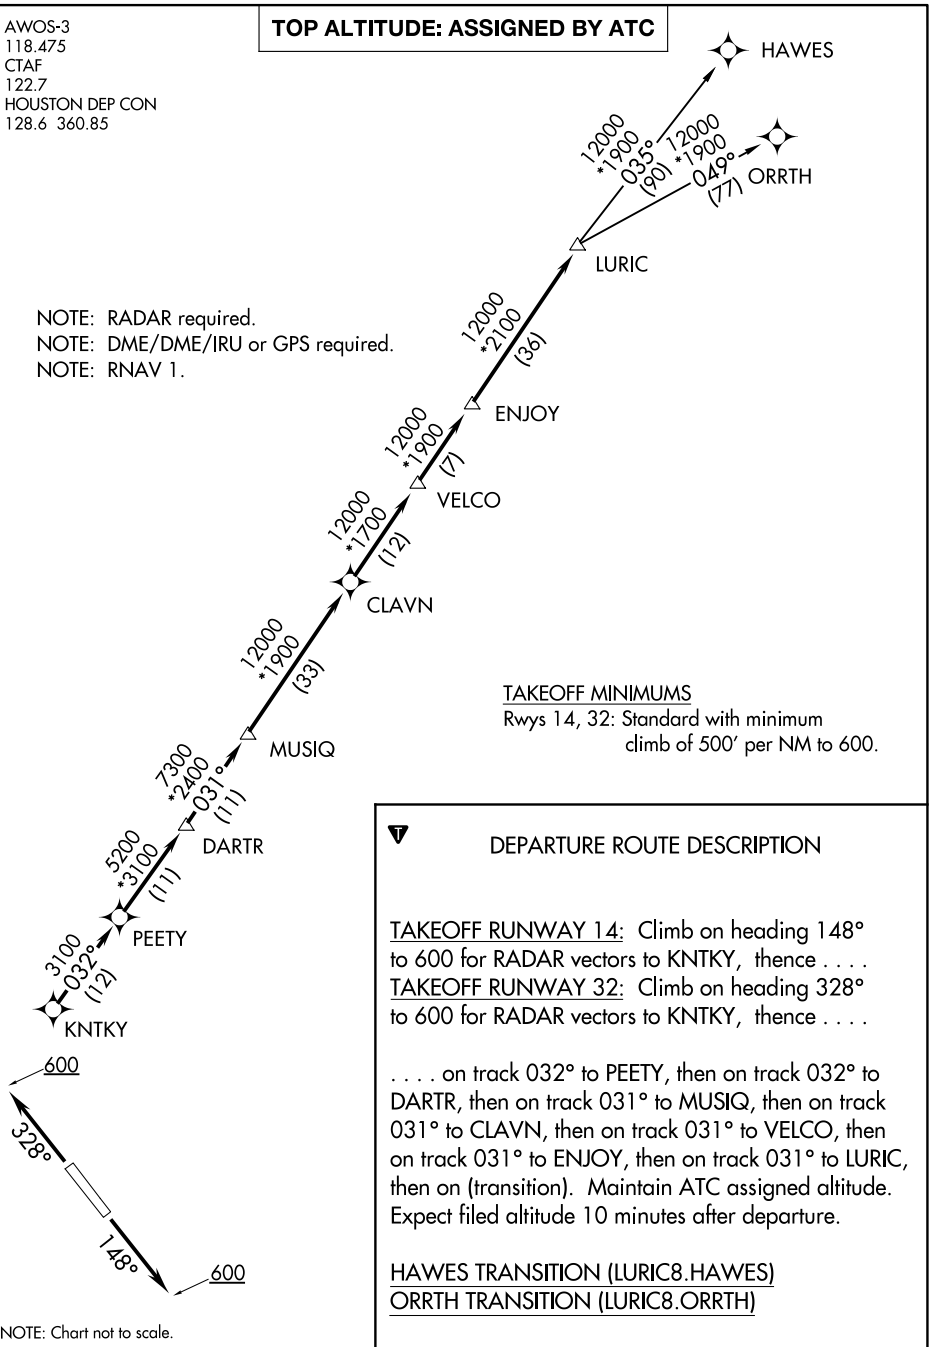 AWOS-3
118.475
CTAF
122.7
HOUSTON DEP CON
128.6 360.85
TOP ALTITUDE: ASSIGNED BY ATC
HAWES
12000
*1900
035°
(90)
12000
*1900
049°
(77)
ORRTH
LURIC
NOTE: RADAR required.
NOTE: DME/DME/IRU or GPS required.
NOTE: RNAV 1.
12000
*2100
(36)
ENJOY
12000
*1900
(7)
VELCO
12000
*1700
(12)
CLAVN
12000
*1900
(33)
MUSIQ
TAKEOFF MINIMUMS
Rwys 14, 32: Standard with minimum
climb of 500' per NM to 600.
7300
*2400
031°
(11)
DARTR
5200
*3100
(11)
PEETY
3100
032°
(12)
KNTKY
600
328°
148°
600
NOTE: Chart not to scale.
T
DEPARTURE ROUTE DESCRIPTION
TAKEOFF RUNWAY 14: Climb on heading 148°
to 600 for RADAR vectors to KNTKY, thence . . . .
TAKEOFF RUNWAY 32: Climb on heading 328°
to 600 for RADAR vectors to KNTKY, thence . . . .
. . . . on track 032° to PEETY, then on track 032° to
DARTR, then on track 031° to MUSIQ, then on track
031° to CLAVN, then on track 031° to VELCO, then
on track 031° to ENJOY, then on track 031° to LURIC,
then on (transition). Maintain ATC assigned altitude.
Expect filed altitude 10 minutes after departure.
HAWES TRANSITION (LURIC8.HAWES)
ORRTH TRANSITION (LURIC8.ORRTH)